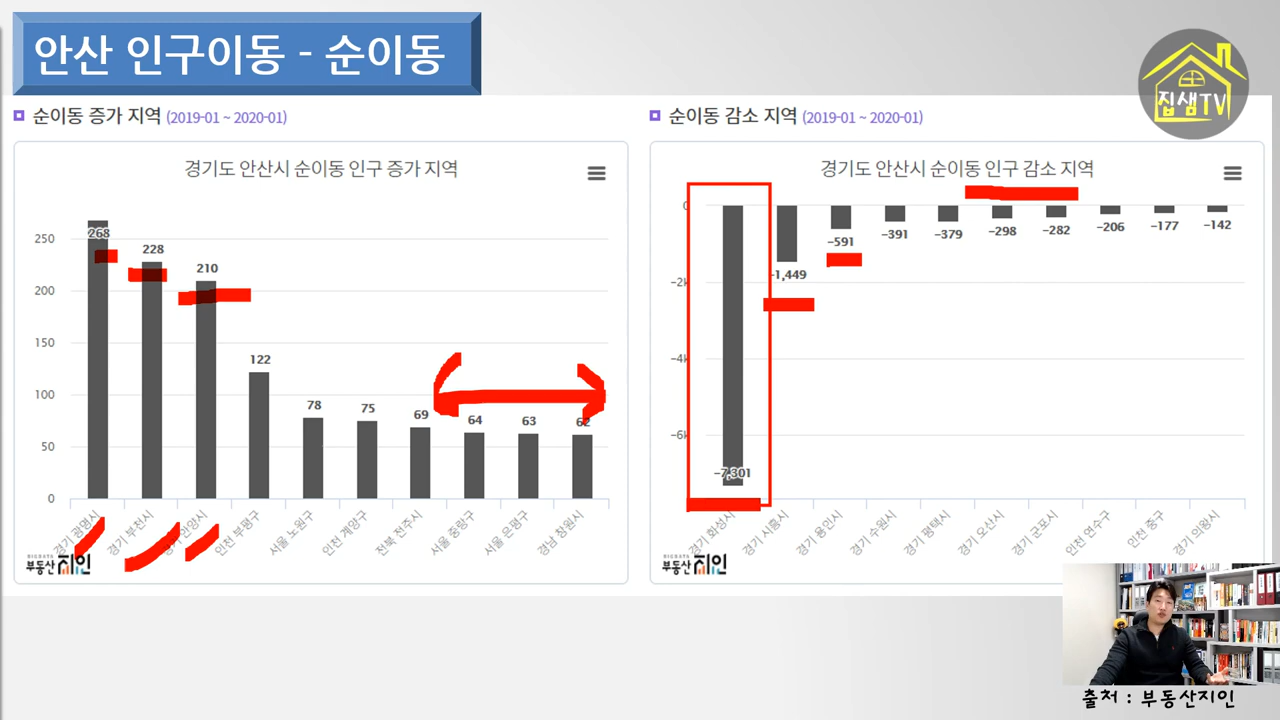 안산 인구이동 - 순이동
집샘TV
순이동 증가 지역 (2019-01 ~ 2020-01)
경기도 안산시 순이동 인구 증가 지역
250
200
150
100
50
0
268
228
210
122
78
75
69
64
63
62
경기 광명시
경기 부천시
경기 안양시
인천 부평구
서울 노원구
인천 계양구
전북 전주시
서울 중랑구
서울 은평구
경남 창원시
BIGDATA
부동산지인
순이동 감소 지역 (2019-01 ~ 2020-01)
경기도 안산시 순이동 인구 감소 지역
0
-2k
-4k
-6k
-7,301
-1,449
-591
-391
-379
-298
-282
-206
-177
-142
경기 화성시
경기 시흥시
경기 용인시
경기 수원시
경기 평택시
경기 오산시
경기 군포시
인천 연수구
인천 중구
경기 의왕시
BIGDATA
부동산지인
출처 : 부동산지인